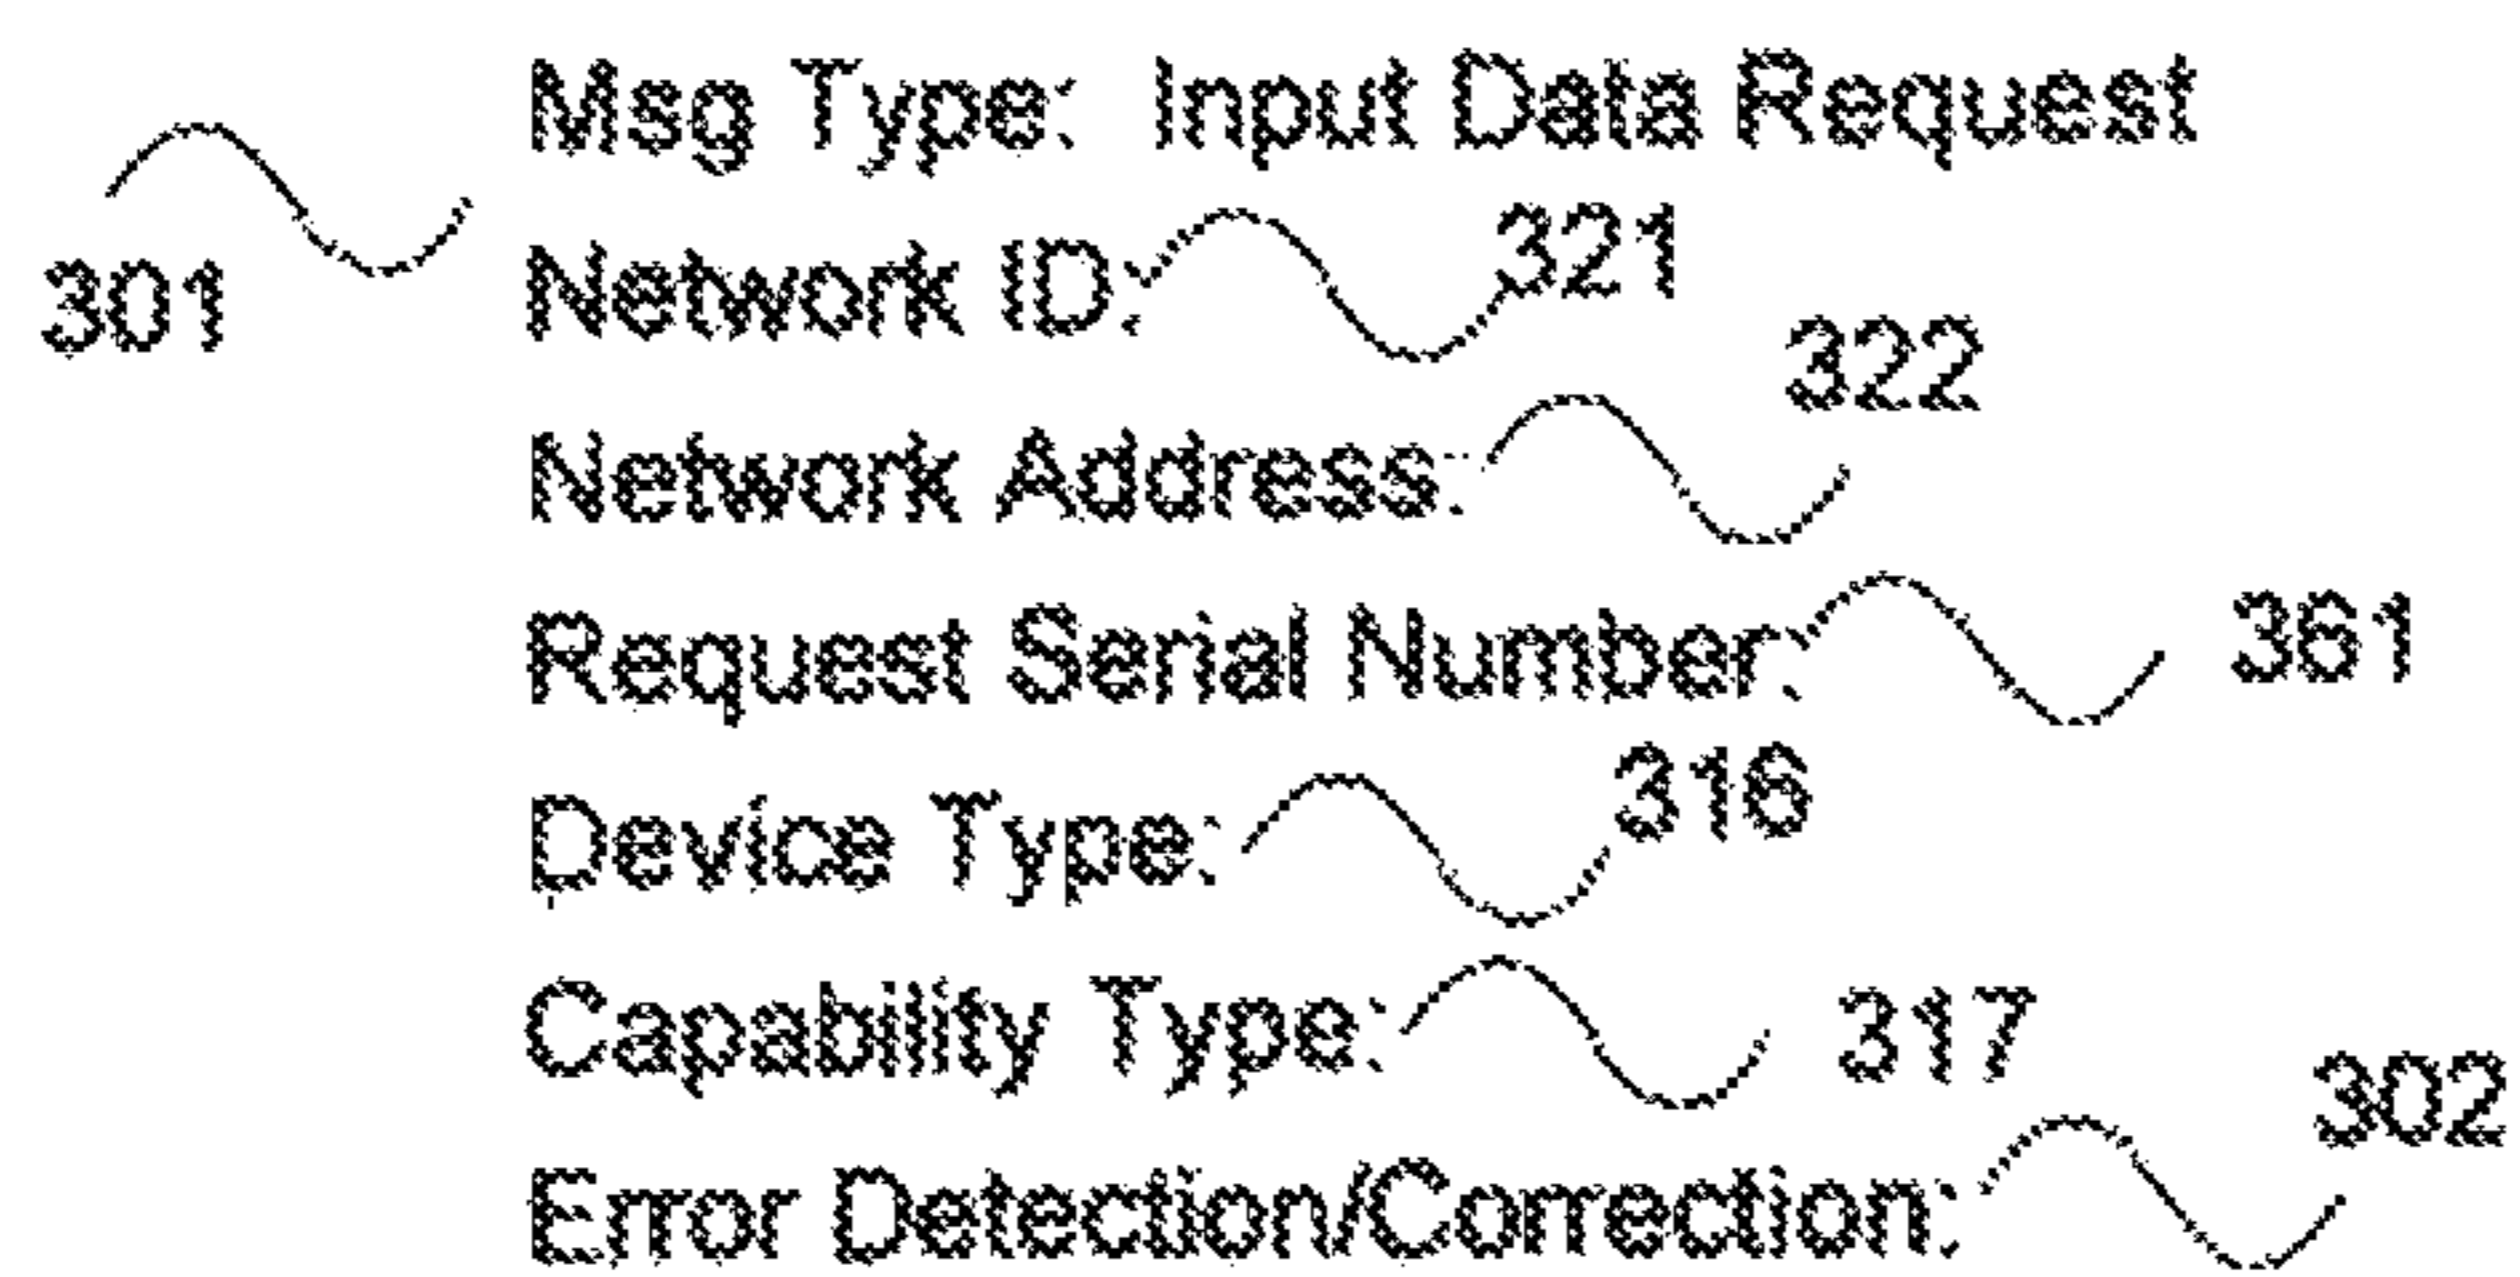 Msg Type: Input Data Request
301
Network ID: 321
322
Network Address:
Request Serial Number: 361
Device Type: 316
Capability Type: 317
302
Error Detection/Correction: